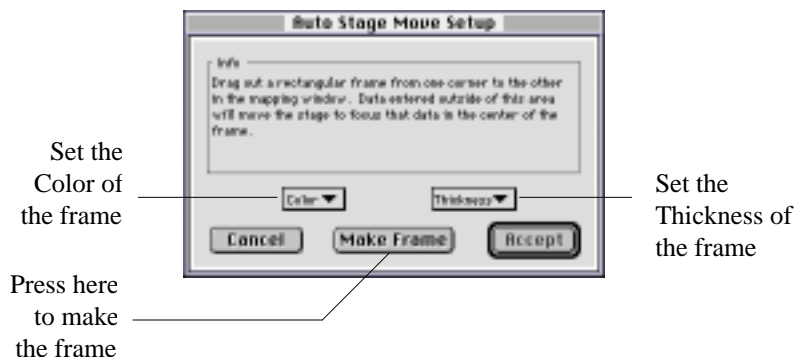 Auto Stage Move Setup
Info
Drag out a rectangular frame from one corner to the other
in the mapping window. Data entered outside of this area
will move the stage to focus that data in the center of the
frame.
Set the
Color of
the frame
Color
Thickness
Set the
Thickness of
the frame
Cancel
Make Frame
Accept
Press here
to make
the frame